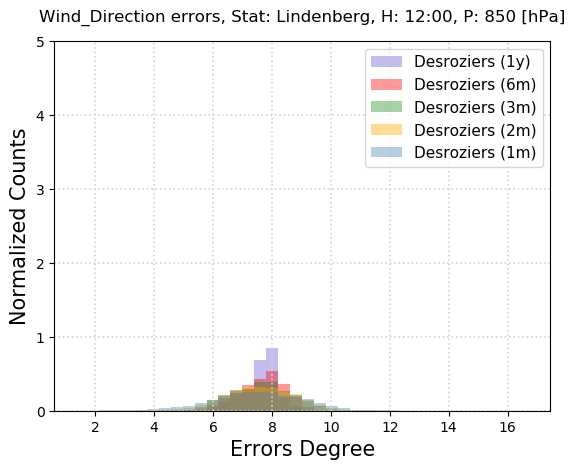 Wind_Direction errors, Stat: Lindenberg, H: 12:00, P: 850 [hPa]
Desroziers (1y)
Desroziers (6m)
Desroziers (3m)
Desroziers (2m)
Desroziers (1m)
Normalized Counts
5
4
3
2
1
0
2 4 6 8 10 12 14 16
Errors Degree